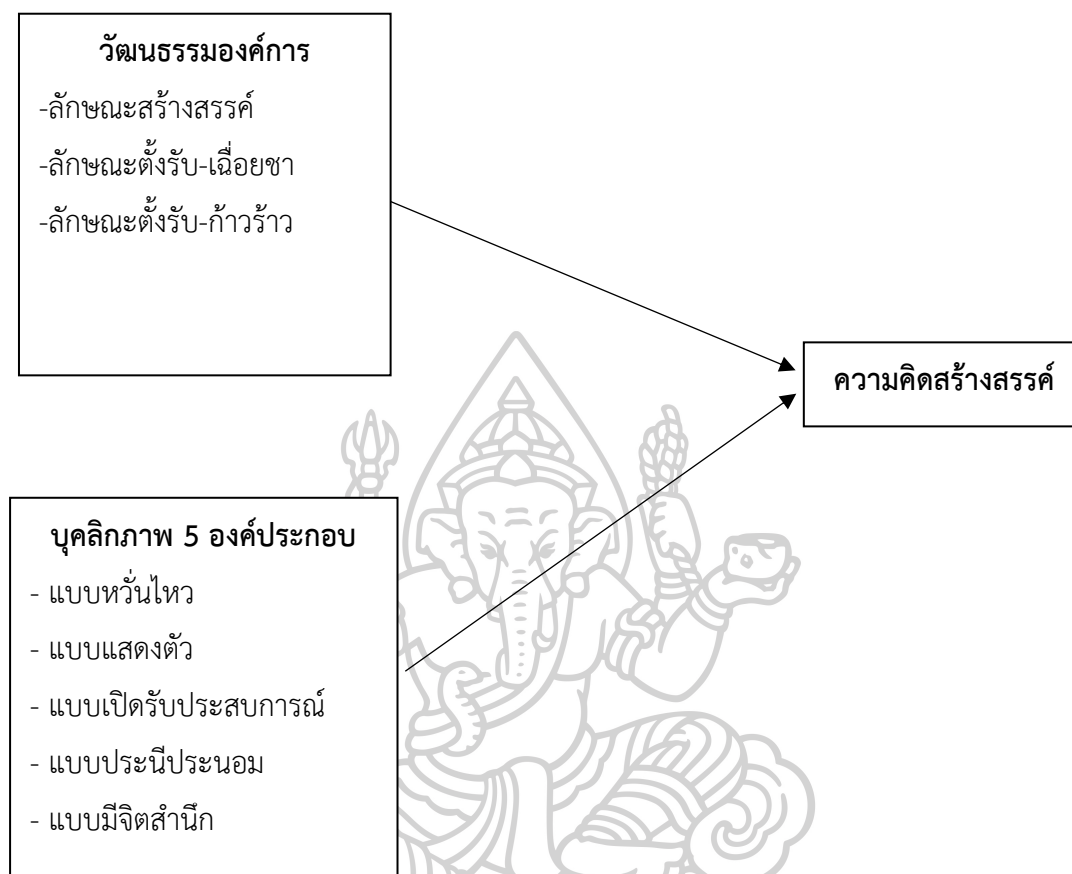 วัฒนธรรมองค์การ
-ลักษณะสร้างสรรค์
-ลักษณะตั้งรับ-เฉื่อยชา
-ลักษณะตั้งรับ-ก้าวร้าว
ความคิดสร้างสรรค์
บุคลิกภาพ 5 องค์ประกอบ
- แบบหวั่นไหว
- แบบแสดงตัว
- แบบเปิดรับประสบการณ์
- แบบประนีประนอม
- แบบมีจิตสำนึก